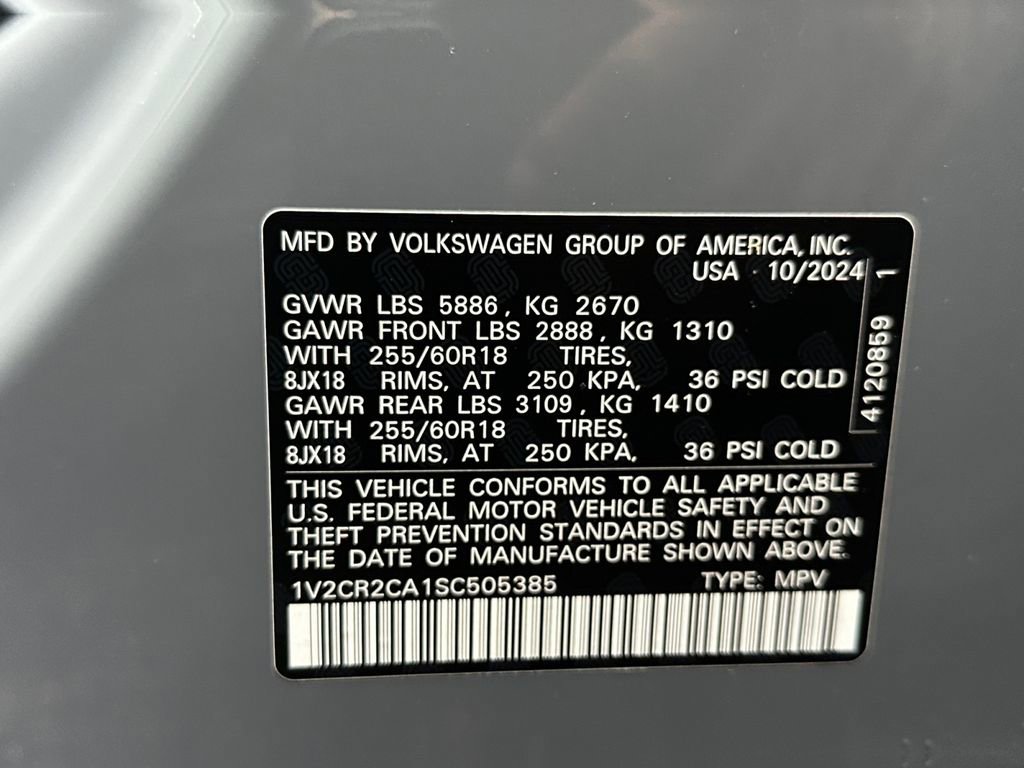 MFD BY VOLKSWAGEN GROUP OF AMERICA, INC.
USA 10/2024
GVWR LBS 5886, KG 2670
GAWR FRONT LBS 2888, KG 1310
WITH 255/60R18 TIRES,
8JX18 RIMS, AT 250 KPA, 36 PSI COLD
GAWR REAR LBS 3109, KG 1410
WITH 255/60R18 TIRES,
8JX18 RIMS, AT 250 KPA, 36 PSI COLD
4120859 1
THIS VEHICLE CONFORMS TO ALL APPLICABLE
U.S. FEDERAL MOTOR VEHICLE SAFETY AND
THEFT PREVENTION STANDARDS IN EFFECT ON
THE DATE OF MANUFACTURE SHOWN ABOVE.
1V2CR2CA1SC505385 TYPE: MPV